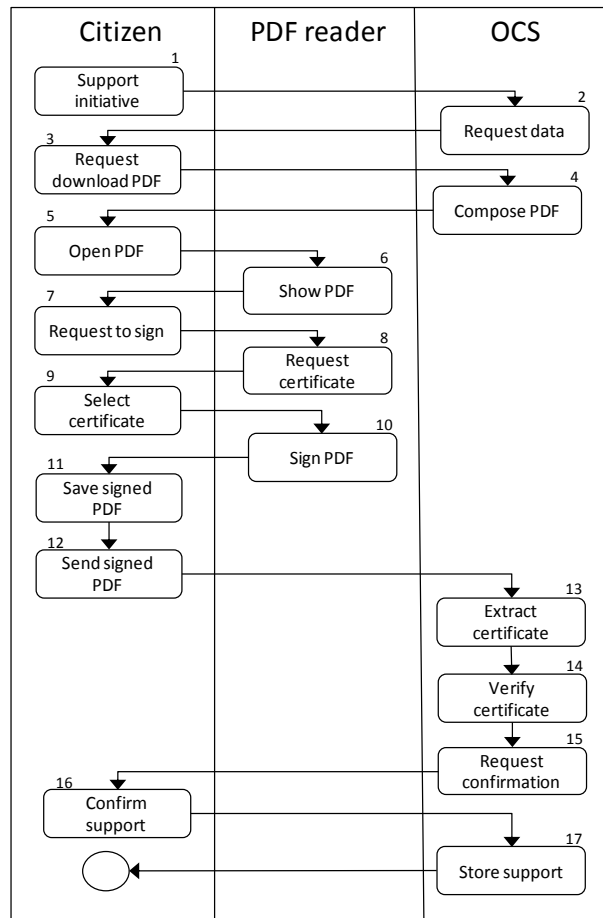 Citizen PDF reader OCS
1
Support
initiative
2
Request data
3
Request
download PDF
4
Compose PDF
5
Open PDF
6
Show PDF
7
Request to sign
8
Request
certificate
9
Select
certificate
10
Sign PDF
11
Save signed
PDF
12
Send signed
PDF
13
Extract
certificate
14
Verify
certificate
15
Request
confirmation
16
Confirm
support
17
Store support